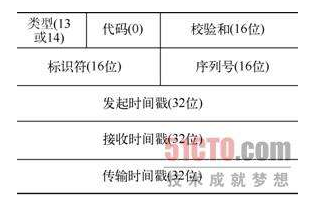 类型(13
或14)
代码(0)
校验和(16位)
标识符(16位)
序列号(16位)
发起时间戳(32位)
接收时间戳(32位)
51CTO.com
传输时间戳(32位)
技术成就梦想